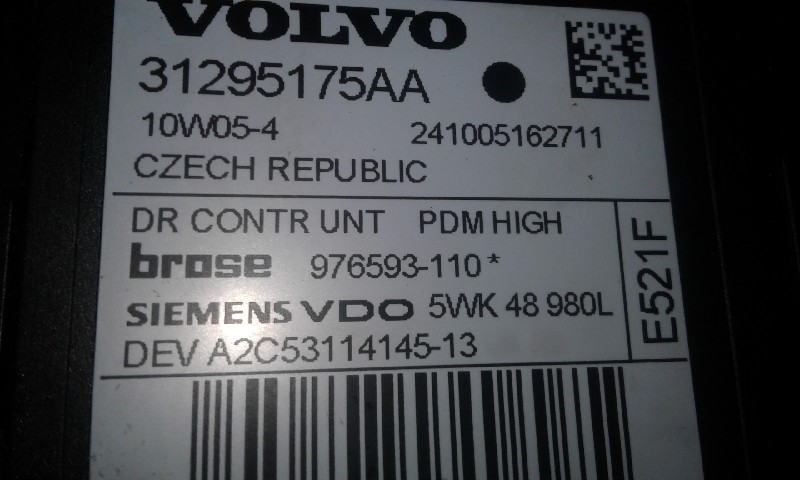 VOLVO
31295175AA
10W05-4 241005162711
CZECH REPUBLIC
DR CONTR UNT PDM HIGH
brose 976593-110*
SIEMENS VDO 5WK 48 980L
DEV A2C53114145-13
E521F